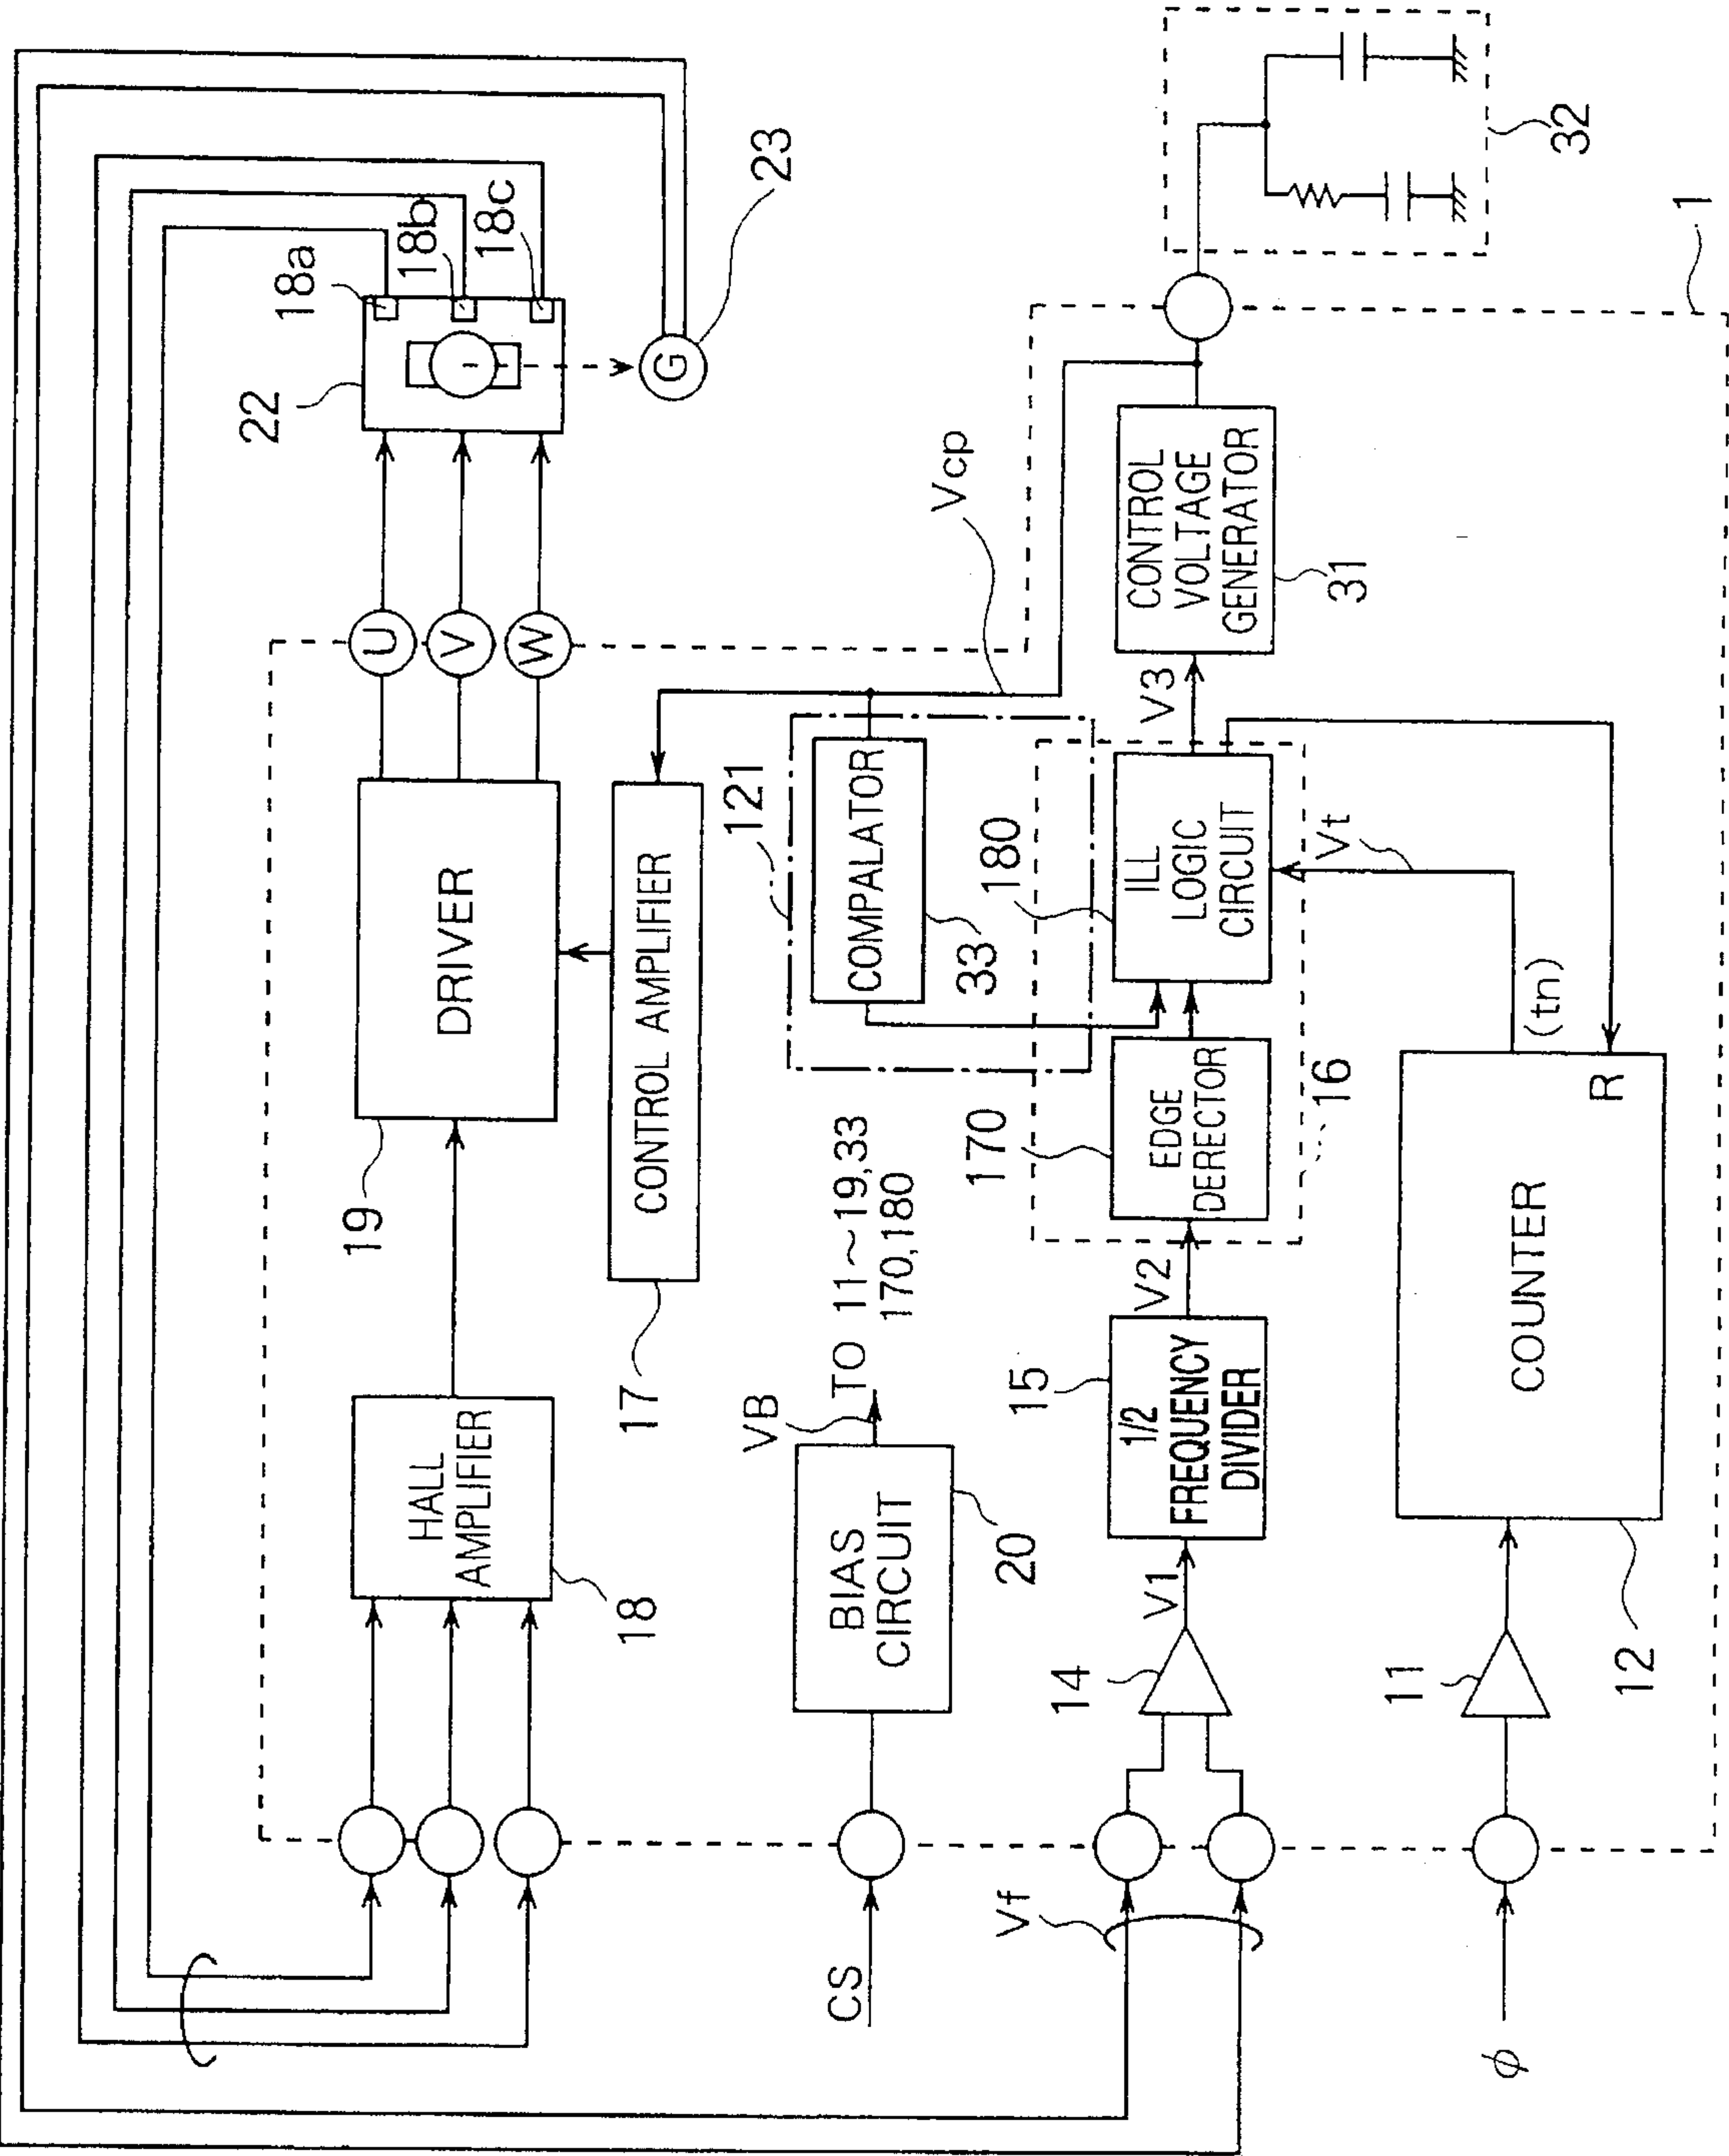 18a
18b
18c
22
G
23
U
V
W
DRIVER
19
HALL
AMPLIFIER
18
CONTROL AMPLIFIER
17
Vcp
121
COMPALATOR
33
CS
BIAS
CIRCUIT
20
VB
TO 11~19,33
170,180
Vf
14
V1
15
1/2
FREQUENCY
DIVIDER
V2
170
EDGE
DERECTOR
16
180
ILL
LOGIC
CIRCUIT
V3
CONTROL
VOLTAGE
GENERATOR
31
32
1
Vt
(tn)
ϕ
11
COUNTER
R
12